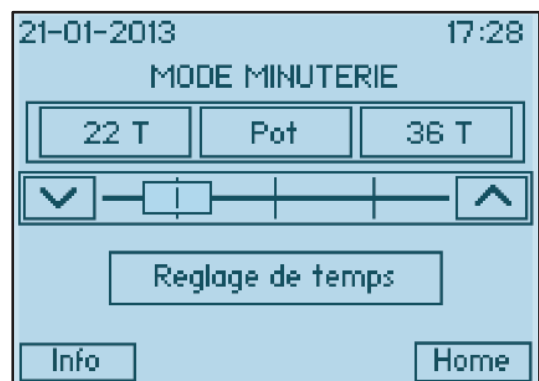 21-01-2013 17:28
MODE MINUTERIE
22 T Pot 36 T
Reglage de temps
Info Home